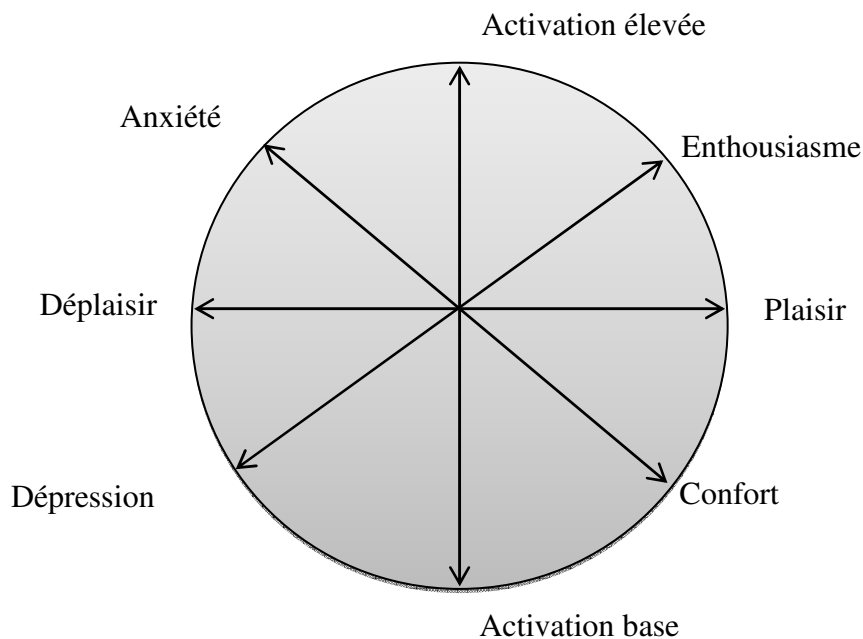 Activation élevée
Anxiété
Enthousiasme
Déplaisir
Plaisir
Dépression
Confort
Activation base